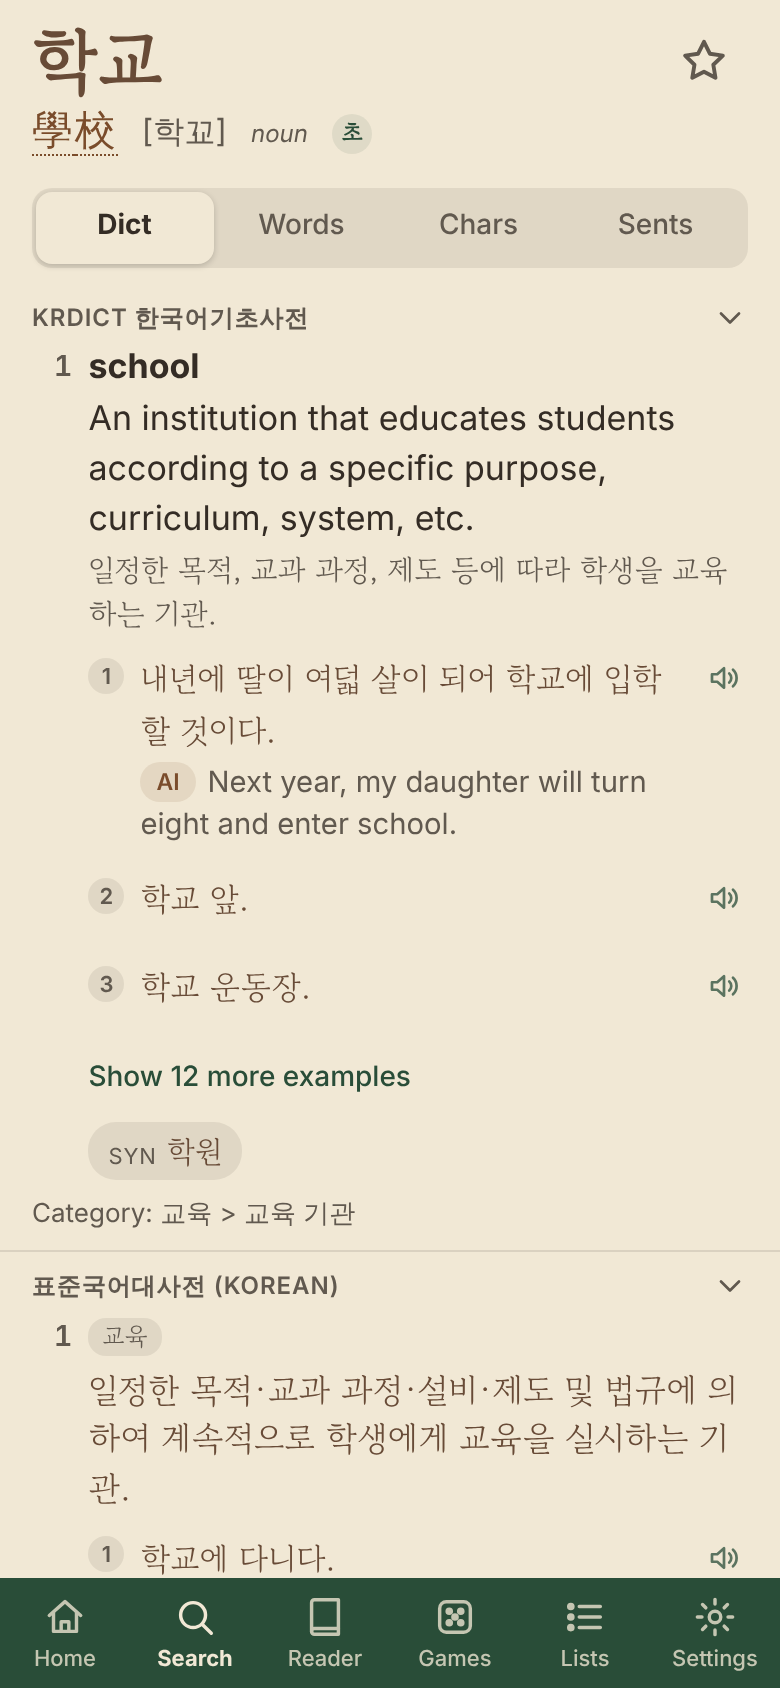 학교
學校 [학꾜] noun 초
Dict Words Chars Sents
KRDICT 한국어기초사전
1 school
An institution that educates students
according to a specific purpose,
curriculum, system, etc.
일정한 목적, 교과 과정, 제도 등에 따라 학생을 교육
하는 기관.
1 내년에 딸이 여덟 살이 되어 학교에 입학
할 것이다.
AI Next year, my daughter will turn
eight and enter school.
2 학교 앞.
3 학교 운동장.
Show 12 more examples
SYN 학원
Category: 교육 > 교육 기관
표준국어대사전 (KOREAN)
1 교육
일정한 목적·교과 과정·설비·제도 및 법규에 의
하여 계속적으로 학생에게 교육을 실시하는 기
관.
1 학교에 다니다.
Home Search Reader Games Lists Settings